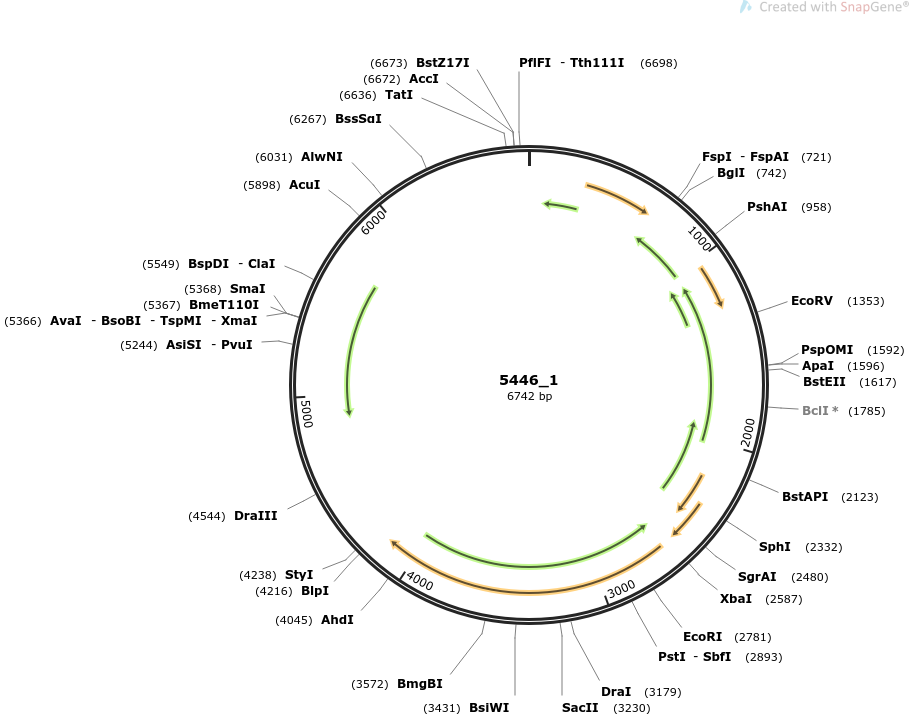 Created with SnapGene®
(6673) BstZ17I
PflFI - Tth111I (6698)
(6672) AccI
(6636) TatI
(6267) BssSαI
(6031) AlwNI
FspI - FspAI (721)
BglI (742)
(5898) AcuI
PshAI (958)
6000
1000
(5549) BspDI - ClaI
(5368) SmaI
EcoRV (1353)
(5367) BmeT110I
(5366) AvaI - BsoBI - TspMI - XmaI
(5244) AsiSI - PvuI
PspOMI (1592)
ApaI (1596)
5446_1
BstEII (1617)
6742 bp
BclI * (1785)
5000
2000
BstAPI (2123)
(4544) DraIII
SphI (2332)
(4238) StyI
4000
3000
SgrAI (2480)
(4216) BlpI
XbaI (2587)
(4045) AhdI
EcoRI (2781)
PstI - SbfI (2893)
(3572) BmgBI
DraI (3179)
(3431) BsiWI
SacII (3230)